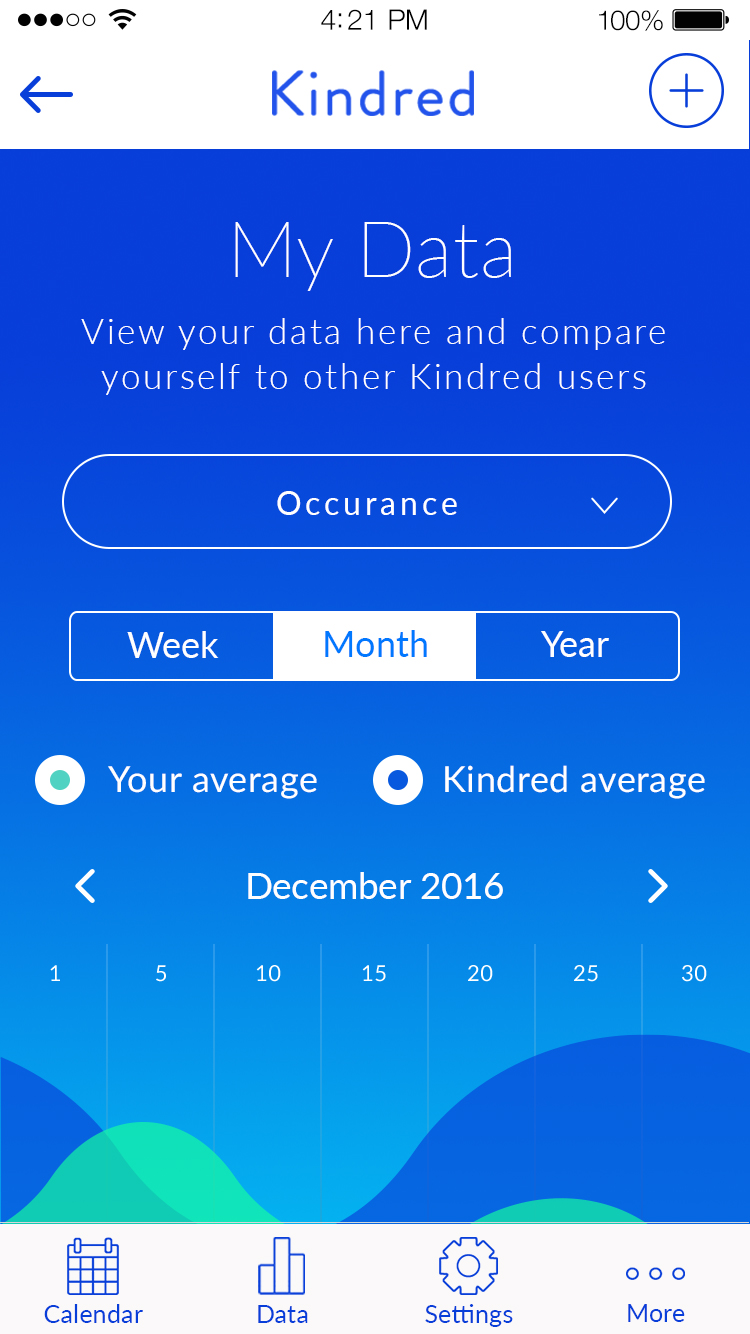 4:21 PM 100%
Kindred
My Data
View your data here and compare
yourself to other Kindred users
Occurance
Week Month Year
Your average Kindred average
December 2016
1 5 10 15 20 25 30
Calendar Data Settings More